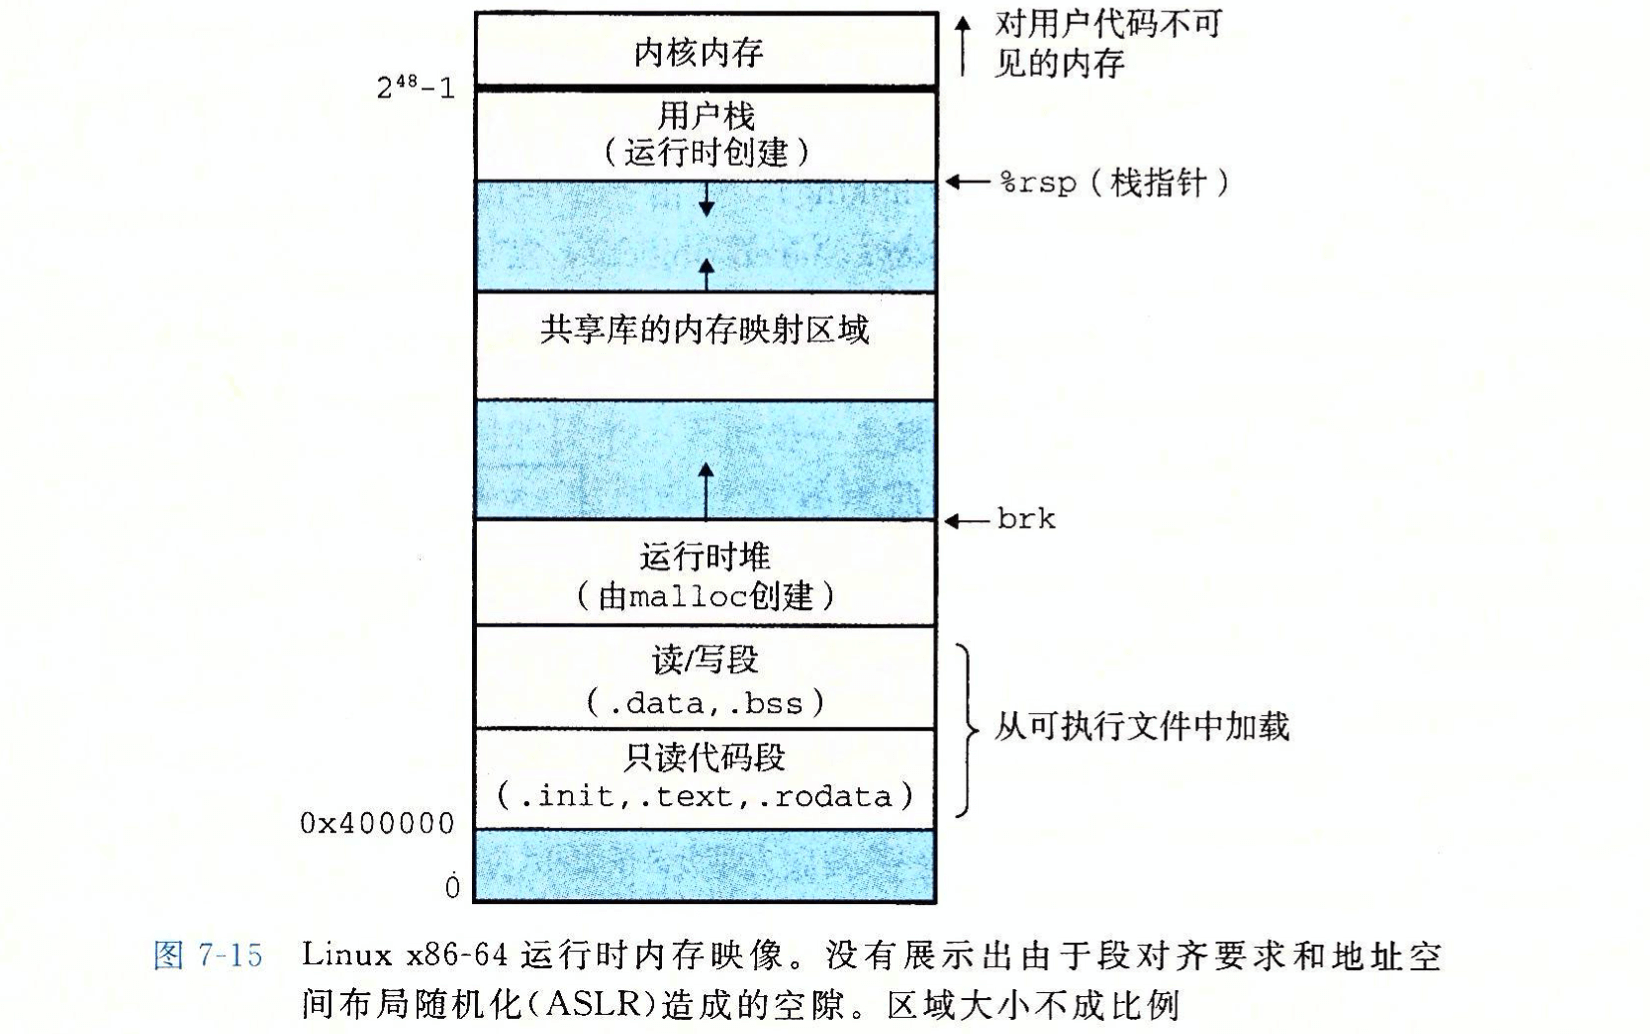 内核内存
对用户代码不可
见的内存
2⁴⁸-1
用户栈
(运行时创建)
%rsp(栈指针)
共享库的内存映射区域
brk
运行时堆
(由malloc创建)
读/写段
(.data,.bss)
从可执行文件中加载
只读代码段
(.init,.text,.rodata)
0x400000
0
图 7-15 Linux x86-64 运行时内存映像。没有展示出由于段对齐要求和地址空
间布局随机化(ASLR)造成的空隙。区域大小不成比例